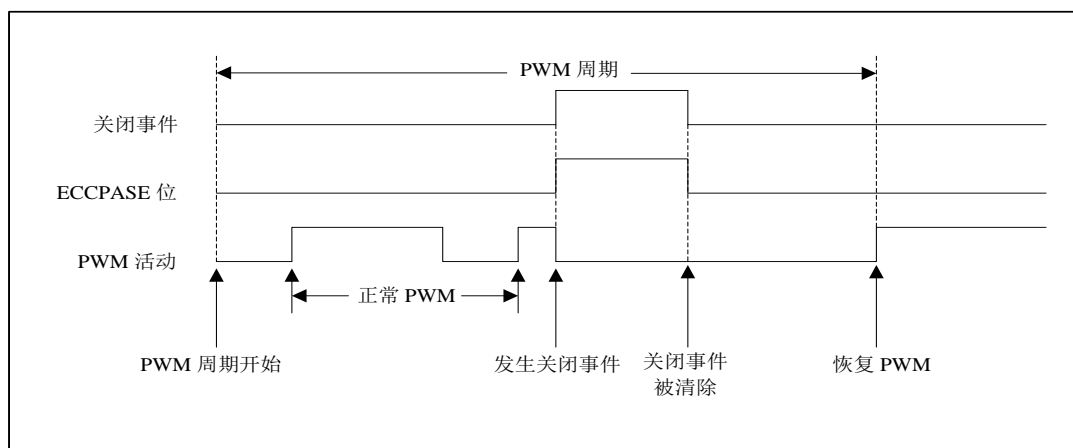 PWM 周期
关闭事件
ECCPASE 位
PWM 活动
正常 PWM
PWM 周期开始
发生关闭事件
关闭事件
被清除
恢复 PWM